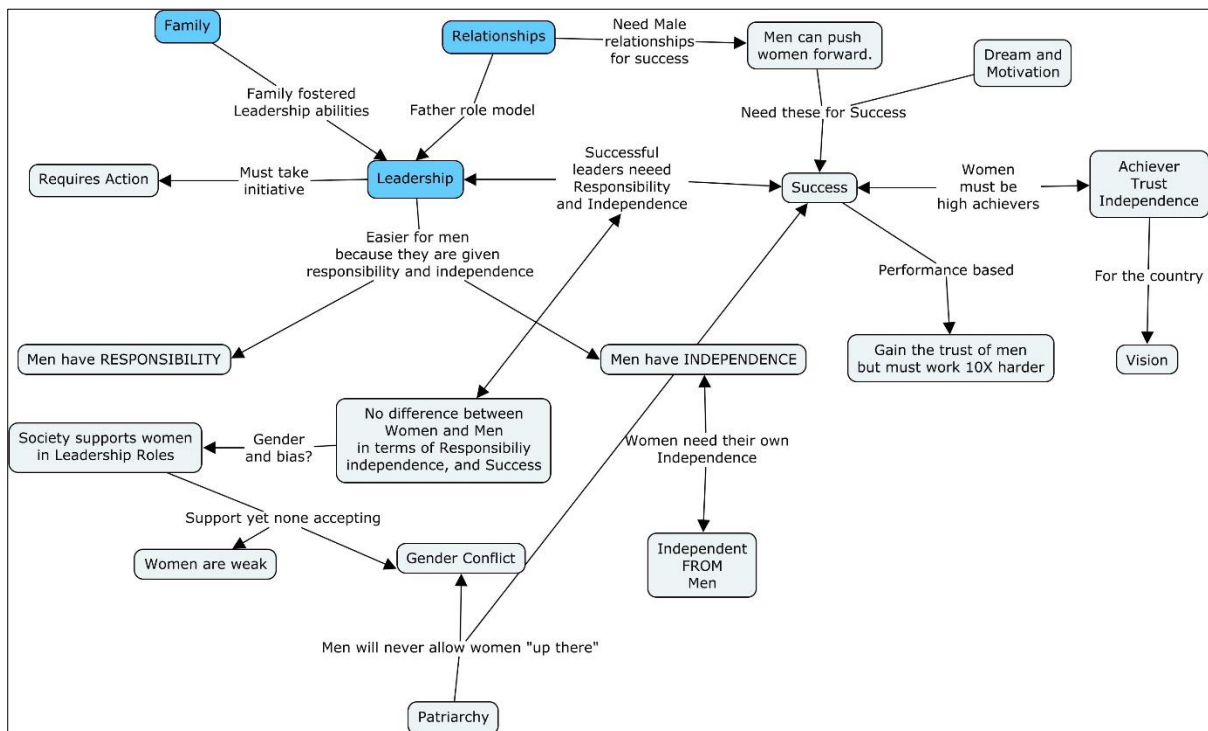 Family
Relationships
Need Male
relationships
for success
Men can push
women forward.
Dream and
Motivation
Family fostered
Leadership abilities
Father role model
Need these for Success
Requires Action
Must take
initiative
Leadership
Successful
leaders neeed
Responsibility
and Independence
Success
Women
must be
high achievers
Achiever
Trust
Independence
Easier for men
because they are given
responsibility and independence
Performance based
For the country
Men have RESPONSIBILITY
Men have INDEPENDENCE
Gain the trust of men
but must work 10X harder
Vision
Society supports women
in Leadership Roles
Gender
and bias?
No difference between
Women and Men
in terms of Responsibiliy
independence, and Success
Women need their own
Independence
Support yet none accepting
Women are weak
Gender Conflict
Independent
FROM
Men
Men will never allow women "up there"
Patriarchy